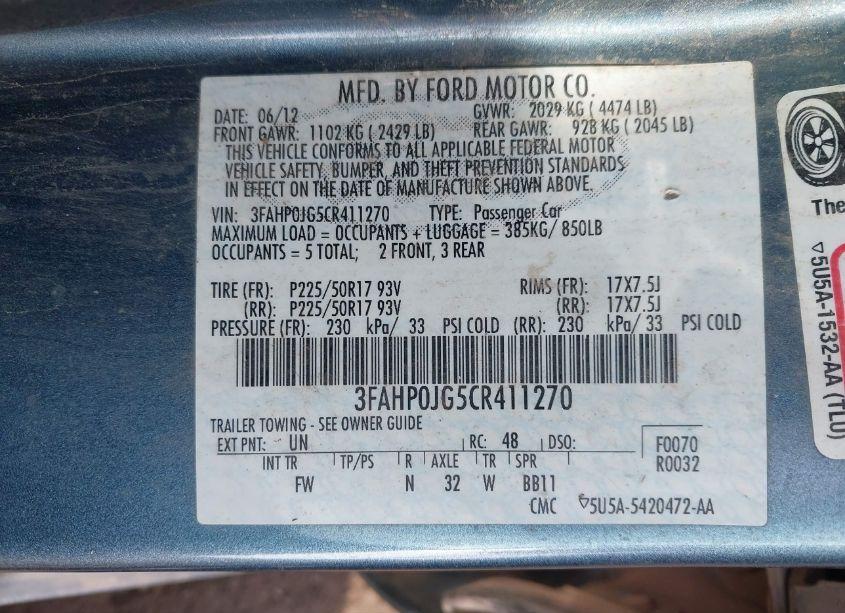 MFD. BY FORD MOTOR CO.
DATE: 06/12 GVWR: 2029 KG ( 4474 LB)
FRONT GAWR: 1102 KG ( 2429 LB) REAR GAWR: 928 KG ( 2045 LB)
THIS VEHICLE CONFORMS TO ALL APPLICABLE FEDERAL MOTOR
VEHICLE SAFETY, BUMPER, AND THEFT PREVENTION STANDARDS
IN EFFECT ON THE DATE OF MANUFACTURE SHOWN ABOVE.
VIN: 3FAHP0JG5CR411270 TYPE: Passenger Car
MAXIMUM LOAD = OCCUPANTS + LUGGAGE = 385KG/ 850LB
OCCUPANTS = 5 TOTAL; 2 FRONT, 3 REAR
TIRE (FR): P225/50R17 93V RIMS (FR): 17X7.5J
(RR): P225/50R17 93V (RR): 17X7.5J
PRESSURE (FR): 230 kPa/ 33 PSI COLD (RR): 230 kPa/ 33 PSI COLD
3FAHP0JG5CR411270
TRAILER TOWING - SEE OWNER GUIDE
EXT PNT: UN RC: 48 DSO: F0070
R0032
INT TR TP/PS R AXLE TR SPR
FW N 32 W BB11
CMC 5U5A-5420472-AA
The
5U5A-1532-AA (TLU)